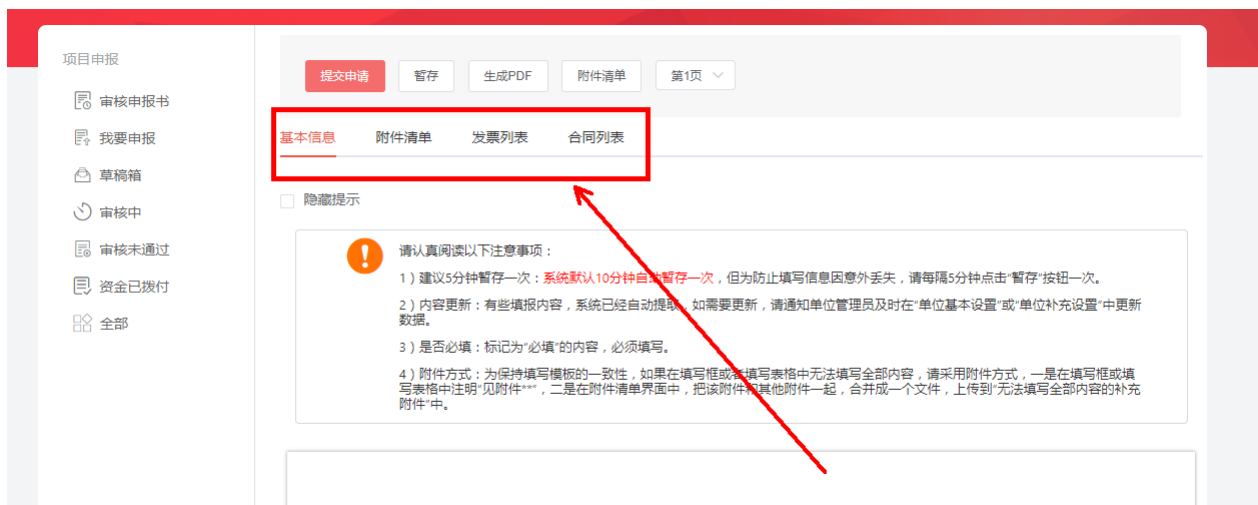 项目申报
审核申报书
我要申报
草稿箱
审核中
审核未通过
资金已拨付
全部
提交申请 暂存 生成PDF 附件清单 第1页
基本信息 附件清单 发票列表 合同列表
隐藏提示
请认真阅读以下注意事项：
1）建议5分钟暂存一次：系统默认10分钟自动暂存一次，但为防止填写信息因意外丢失，请每隔5分钟点击“暂存”按钮一次。
2）内容更新：有些填报内容，系统已经自动提取，如需要更新，请通知单位管理员及时在“单位基本设置”或“单位补充设置”中更新
数据。
3）是否必填：标记为“必填”的内容，必须填写。
4）附件方式：为保持填写模板的一致性，如果在填写框或者填写表格中无法填写全部内容，请采用附件方式，一是在填写框或填
写表格中注明“见附件**”，二是在附件清单界面中，把该附件和其他附件一起，合并成一个文件，上传到“无法填写全部内容的补充
附件”中。